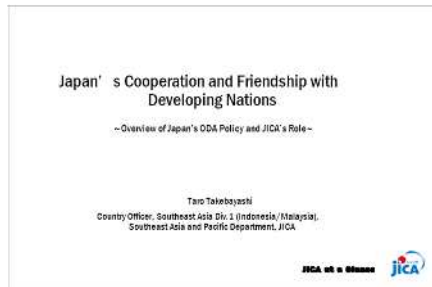 Japan's Cooperation and Friendship with
Developing Nations
~Overview of Japan's ODA Policy and JICA's Role~
Taro Takebayashi
Country Officer, Southeast Asia Div. 1 (Indonesia/Malaysia),
Southeast Asia and Pacific Department, JICA
JICA at a Glance
jICA